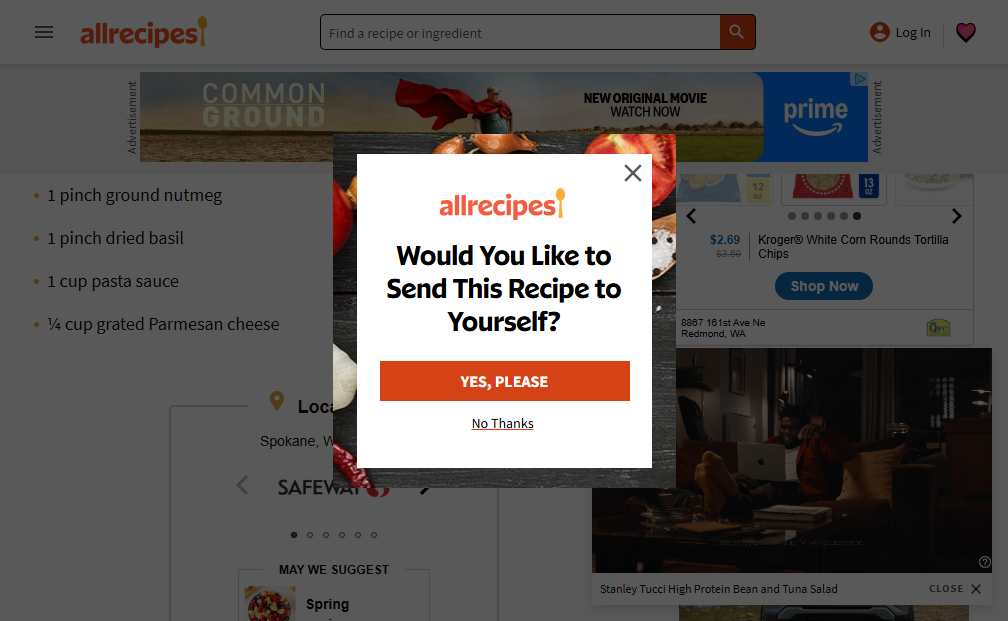 allrecipes
Find a recipe or ingredient
Log In
Advertisement
COMMON
GROUND
NEW ORIGINAL MOVIE
WATCH NOW
prime
Advertisement
1 pinch ground nutmeg
1 pinch dried basil
1 cup pasta sauce
¼ cup grated Parmesan cheese
allrecipes
Would You Like to
Send This Recipe to
Yourself?
YES, PLEASE
No Thanks
12
OZ
13
OZ
$2.69
$3.59
Kroger® White Corn Rounds Tortilla
Chips
Shop Now
8867 161st Ave Ne
Redmond, WA
QFC
Loca
Spokane, W
SAFEWAY
MAY WE SUGGEST
Spring
Stanley Tucci High Protein Bean and Tuna Salad
CLOSE